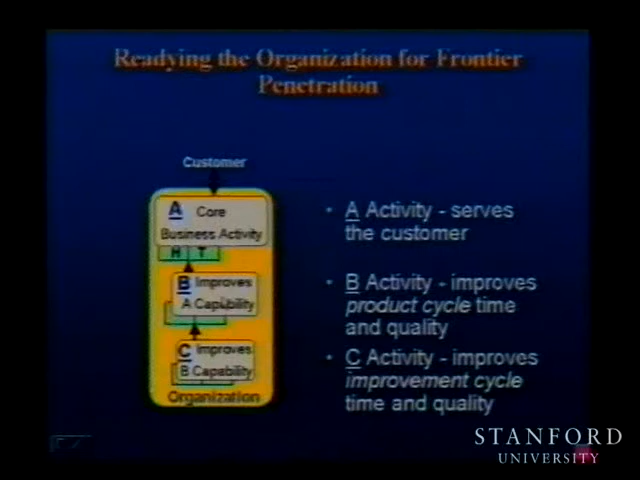 Readying the Organization for Frontier
Penetration
Customer
A Core
Business Activity
H T
B Improves
A Capability
C Improves
B Capability
Organization
• A Activity - serves
the customer
• B Activity - improves
product cycle time
and quality
• C Activity - improves
improvement cycle
time and quality
STANFORD
UNIVERSITY